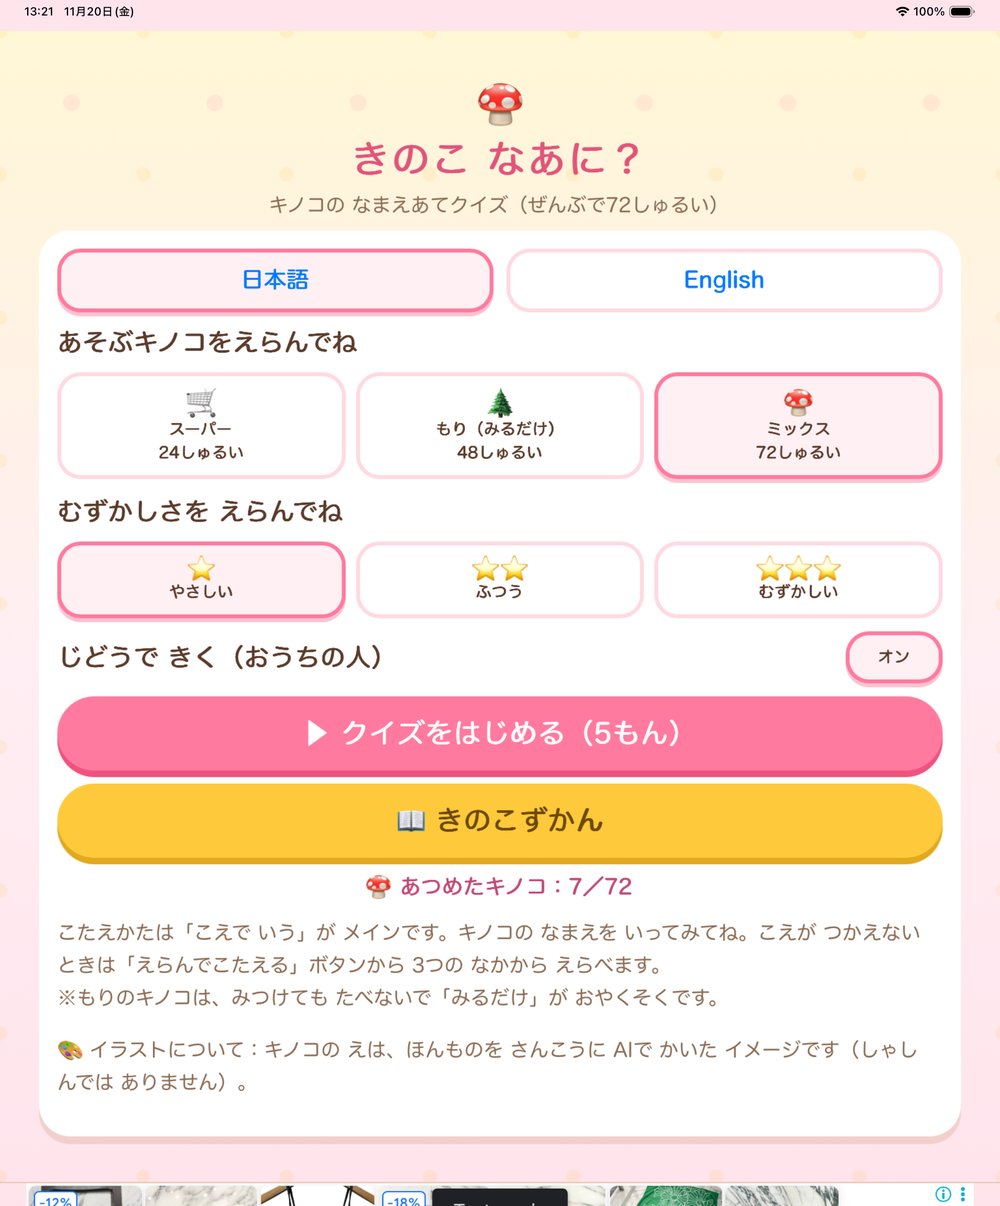 13:21 11月20日(金)
100%
きのこ なあに？
キノコの なまえあてクイズ（ぜんぶで72しゅるい）
日本語
English
あそぶキノコをえらんでね
スーパー
24しゅるい
もり（みるだけ）
48しゅるい
ミックス
72しゅるい
むずかしさを えらんでね
やさしい
ふつう
むずかしい
じどうで きく（おうちの人）
オン
▶ クイズをはじめる（5もん）
きのこずかん
あつめたキノコ：7／72
こたえかたは「こえで いう」が メインです。キノコの なまえを いってみてね。こえが つかえない
ときは「えらんでこたえる」ボタンから 3つの なかから えらべます。
※もりのキノコは、みつけても たべないで「みるだけ」が おやくそくです。
イラストについて：キノコの えは、ほんものを さんこうに AIで かいた イメージです（しゃし
んでは ありません）。
-12%
-18%